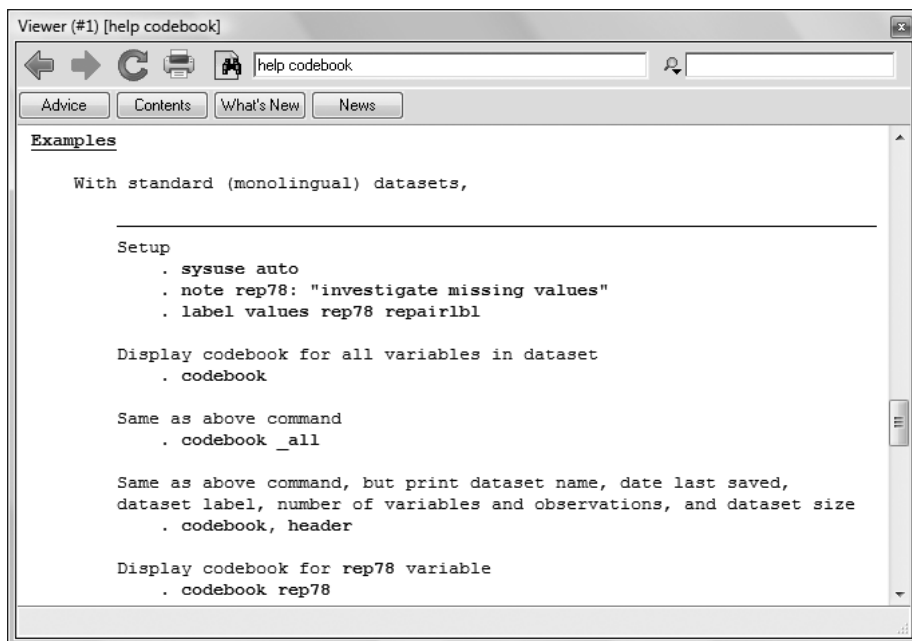 Viewer (#1) [help codebook]
help codebook
Advice Contents What's New News
Examples
With standard (monolingual) datasets,
Setup
. sysuse auto
. note rep78: "investigate missing values"
. label values rep78 repairlbl
Display codebook for all variables in dataset
. codebook
Same as above command
. codebook _all
Same as above command, but print dataset name, date last saved,
dataset label, number of variables and observations, and dataset size
. codebook, header
Display codebook for rep78 variable
. codebook rep78